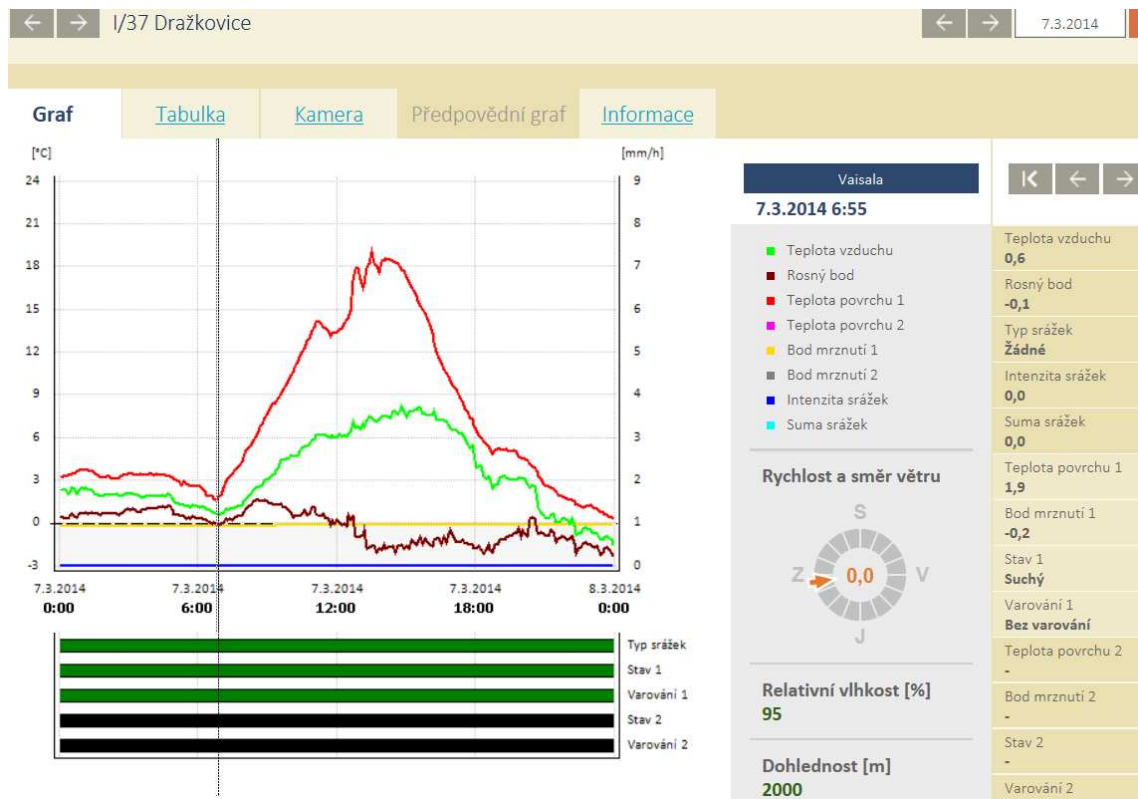 I/37 Dražkovice
7.3.2014
Graf
Tabulka
Kamera
Předpovědní graf
Informace
[°C]
[mm/h]
24
21
18
15
12
9
6
3
0
-3
9
8
7
6
5
4
3
2
1
0
7.3.2014 7.3.2014 7.3.2014 7.3.2014 8.3.2014
0:00 6:00 12:00 18:00 0:00
Typ srážek
Stav 1
Varování 1
Stav 2
Varování 2
Vaisala
7.3.2014 6:55
Teplota vzduchu
Rosný bod
Teplota povrchu 1
Teplota povrchu 2
Bod mrznutí 1
Bod mrznutí 2
Intenzita srážek
Suma srážek
Rychlost a směr větru
S
Z 0,0 V
J
Relativní vlhkost [%]
95
Dohlednost [m]
2000
Teplota vzduchu
0,6
Rosný bod
-0,1
Typ srážek
Žádné
Intenzita srážek
0,0
Suma srážek
0,0
Teplota povrchu 1
1,9
Bod mrznutí 1
-0,2
Stav 1
Suchý
Varování 1
Bez varování
Teplota povrchu 2
-
Bod mrznutí 2
-
Stav 2
-
Varování 2